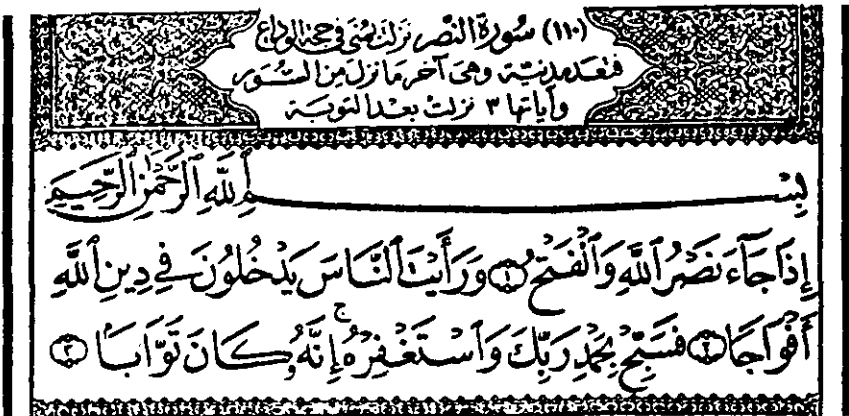 (١١٠) سُورَةُ النَّصْرِ نَزَلَتْ بِمِنًى فِى حَجَّةِ الْوَدَاعِ
فَتُعَدُّ مَدَنِيَّة وَهِىَ آخِرُ مَا نَزَلَ مِنَ السُّوَرِ
وَآيَاتُهَا ٣ نَزَلَتْ بَعْدَ التَّوْبَة
بِسْمِ ٱللَّهِ ٱلرَّحْمَٰنِ ٱلرَّحِيمِ
إِذَا جَآءَ نَصْرُ ٱللَّهِ وَٱلْفَتْحُ ١ وَرَأَيْتَ ٱلنَّاسَ يَدْخُلُونَ فِى دِينِ ٱللَّهِ
أَفْوَاجًا ٢ فَسَبِّحْ بِحَمْدِ رَبِّكَ وَٱسْتَغْفِرْهُ ۚ إِنَّهُۥ كَانَ تَوَّابًۢا ٣